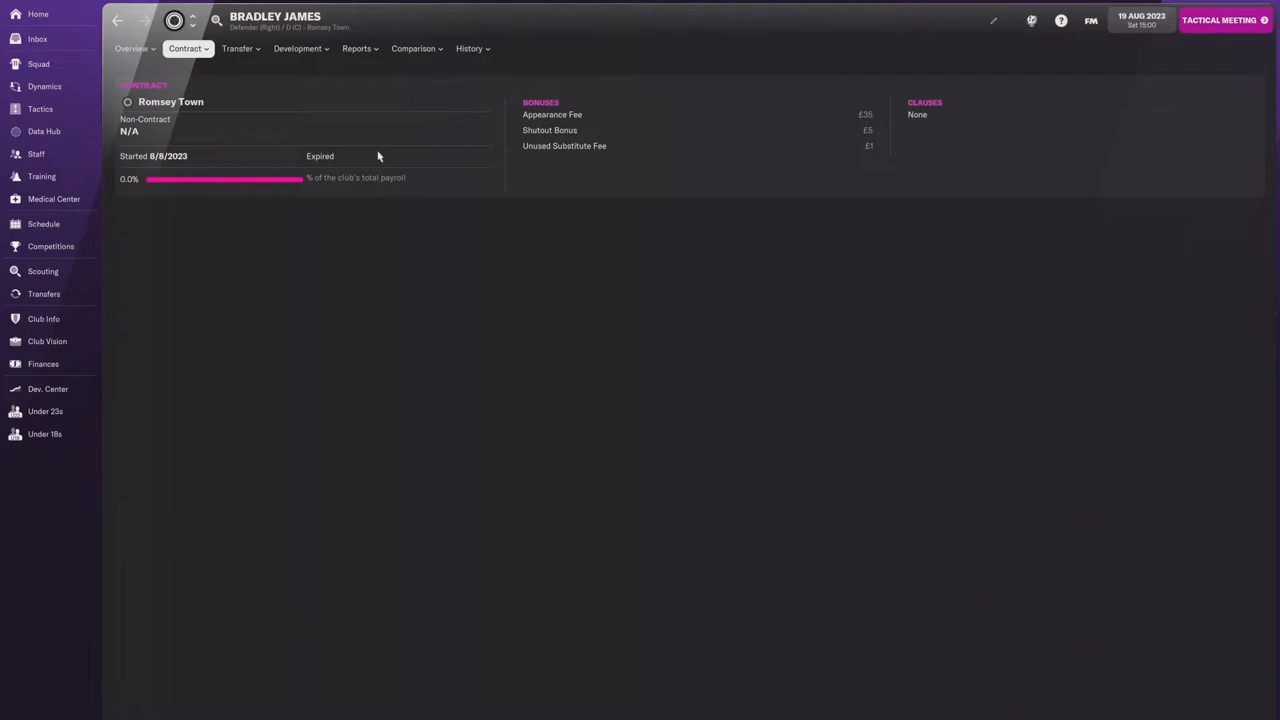 Home
Inbox
Squad
Dynamics
Tactics
Data Hub
Staff
Training
Medical Center
Schedule
Competitions
Scouting
Transfers
Club Info
Club Vision
Finances
Dev. Center
Under 23s
Under 18s
BRADLEY JAMES
Defender (Right) / D (C) - Romsey Town
FM
19 AUG 2023
Sat 15:00
TACTICAL MEETING
Overview
Contract
Transfer
Development
Reports
Comparison
History
CONTRACT
Romsey Town
Non-Contract
N/A
Started 8/8/2023
Expired
0.0%
% of the club's total payroll
BONUSES
Appearance Fee £35
Shutout Bonus £5
Unused Substitute Fee £1
CLAUSES
None